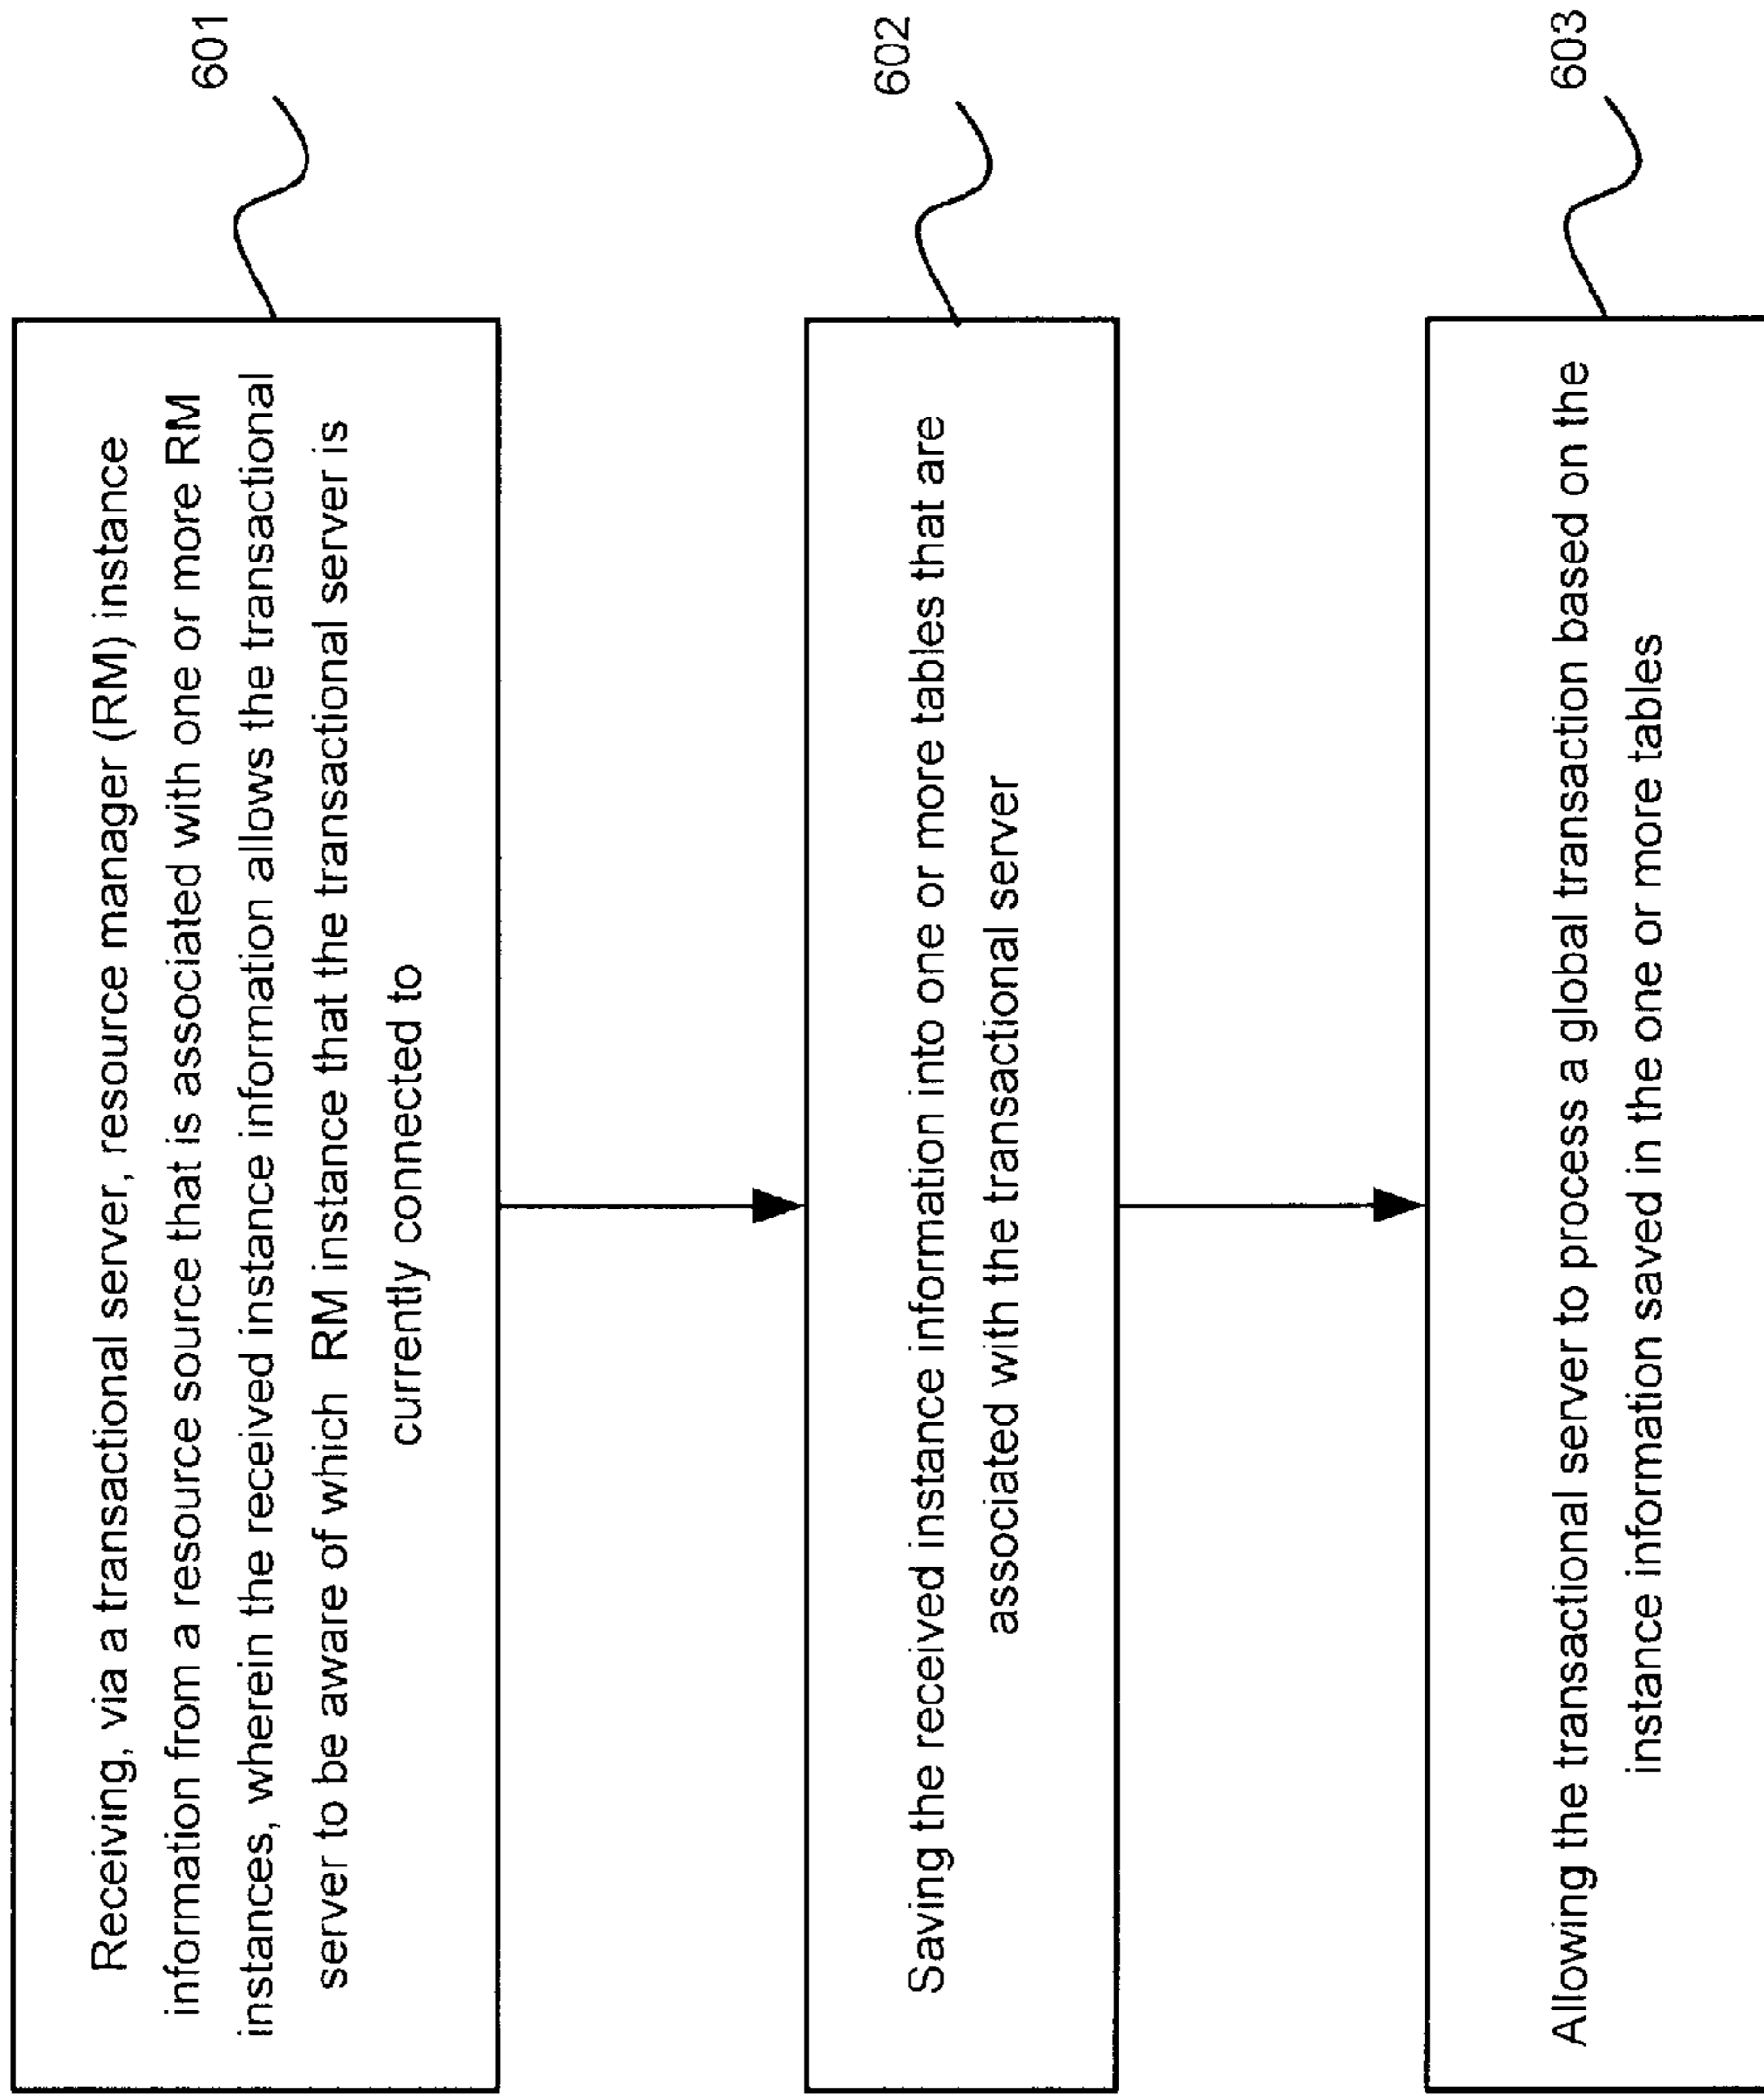 Receiving, via a transactional server, resource manager (RM) instance
information from a resource source that is associated with one or more RM
instances, wherein the received instance information allows the transactional
server to be aware of which RM instance that the transactional server is
currently connected to
601
Saving the received instance information into one or more tables that are
associated with the transactional server
602
Allowing the transactional server to process a global transaction based on the
instance information saved in the one or more tables
603